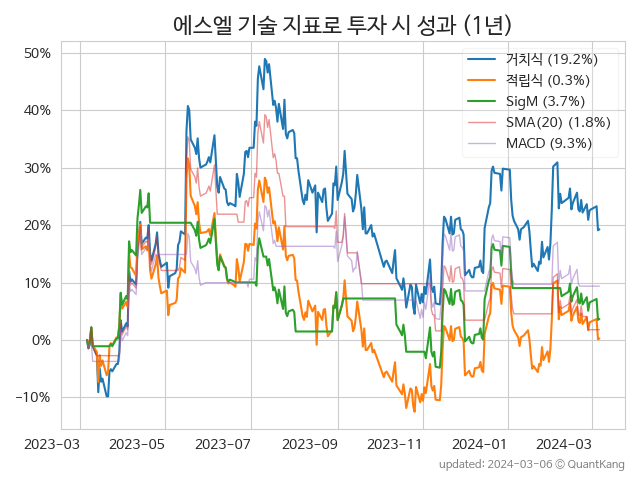 에스엘 기술 지표로 투자 시 성과 (1년)
50%
40%
30%
20%
10%
0%
−10%
거치식 (19.2%)
적립식 (0.3%)
SigM (3.7%)
SMA(20) (1.8%)
MACD (9.3%)
2023-03
2023-05
2023-07
2023-09
2023-11
2024-01
2024-03
updated: 2024-03-06 ⓒ QuantKang